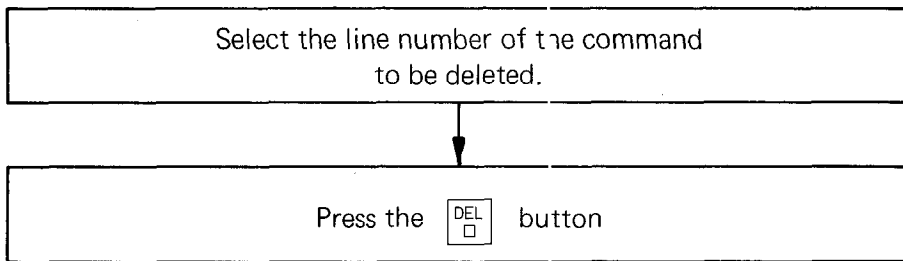 Select the line number of the command
to be deleted.
Press the DEL button